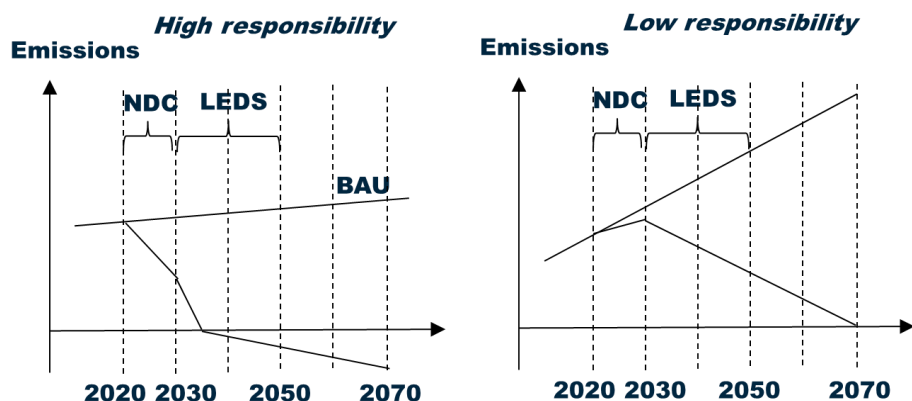 High responsibility
Emissions
NDC LEDS
BAU
2020 2030 2050 2070
Low responsibility
Emissions
NDC LEDS
2020 2030 2050 2070